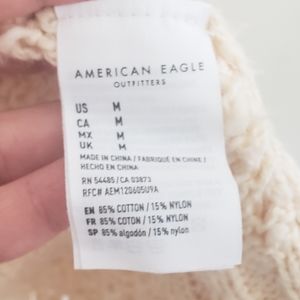 AMERICAN EAGLE
OUTFITTERS
US M
CA M
MX M
UK M
MADE IN CHINA / FABRIQUÉ EN CHINE /
HECHO EN CHINA
RN 54485 / CA 03873
RFC# AEM120605U9A
EN 85% COTTON / 15% NYLON
FR 85% COTON / 15% NYLON
SP 85% algodón / 15% nylon